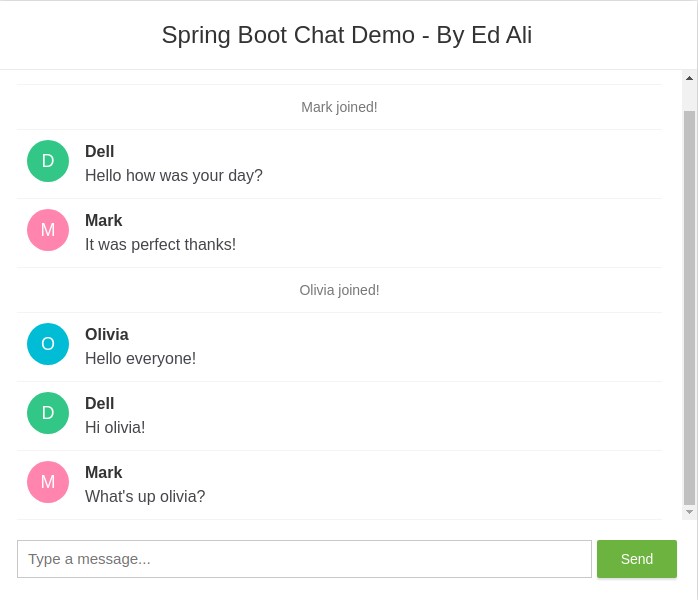 Spring Boot Chat Demo - By Ed Ali
Mark joined!
D
Dell
Hello how was your day?
M
Mark
It was perfect thanks!
Olivia joined!
O
Olivia
Hello everyone!
D
Dell
Hi olivia!
M
Mark
What's up olivia?
Type a message...
Send